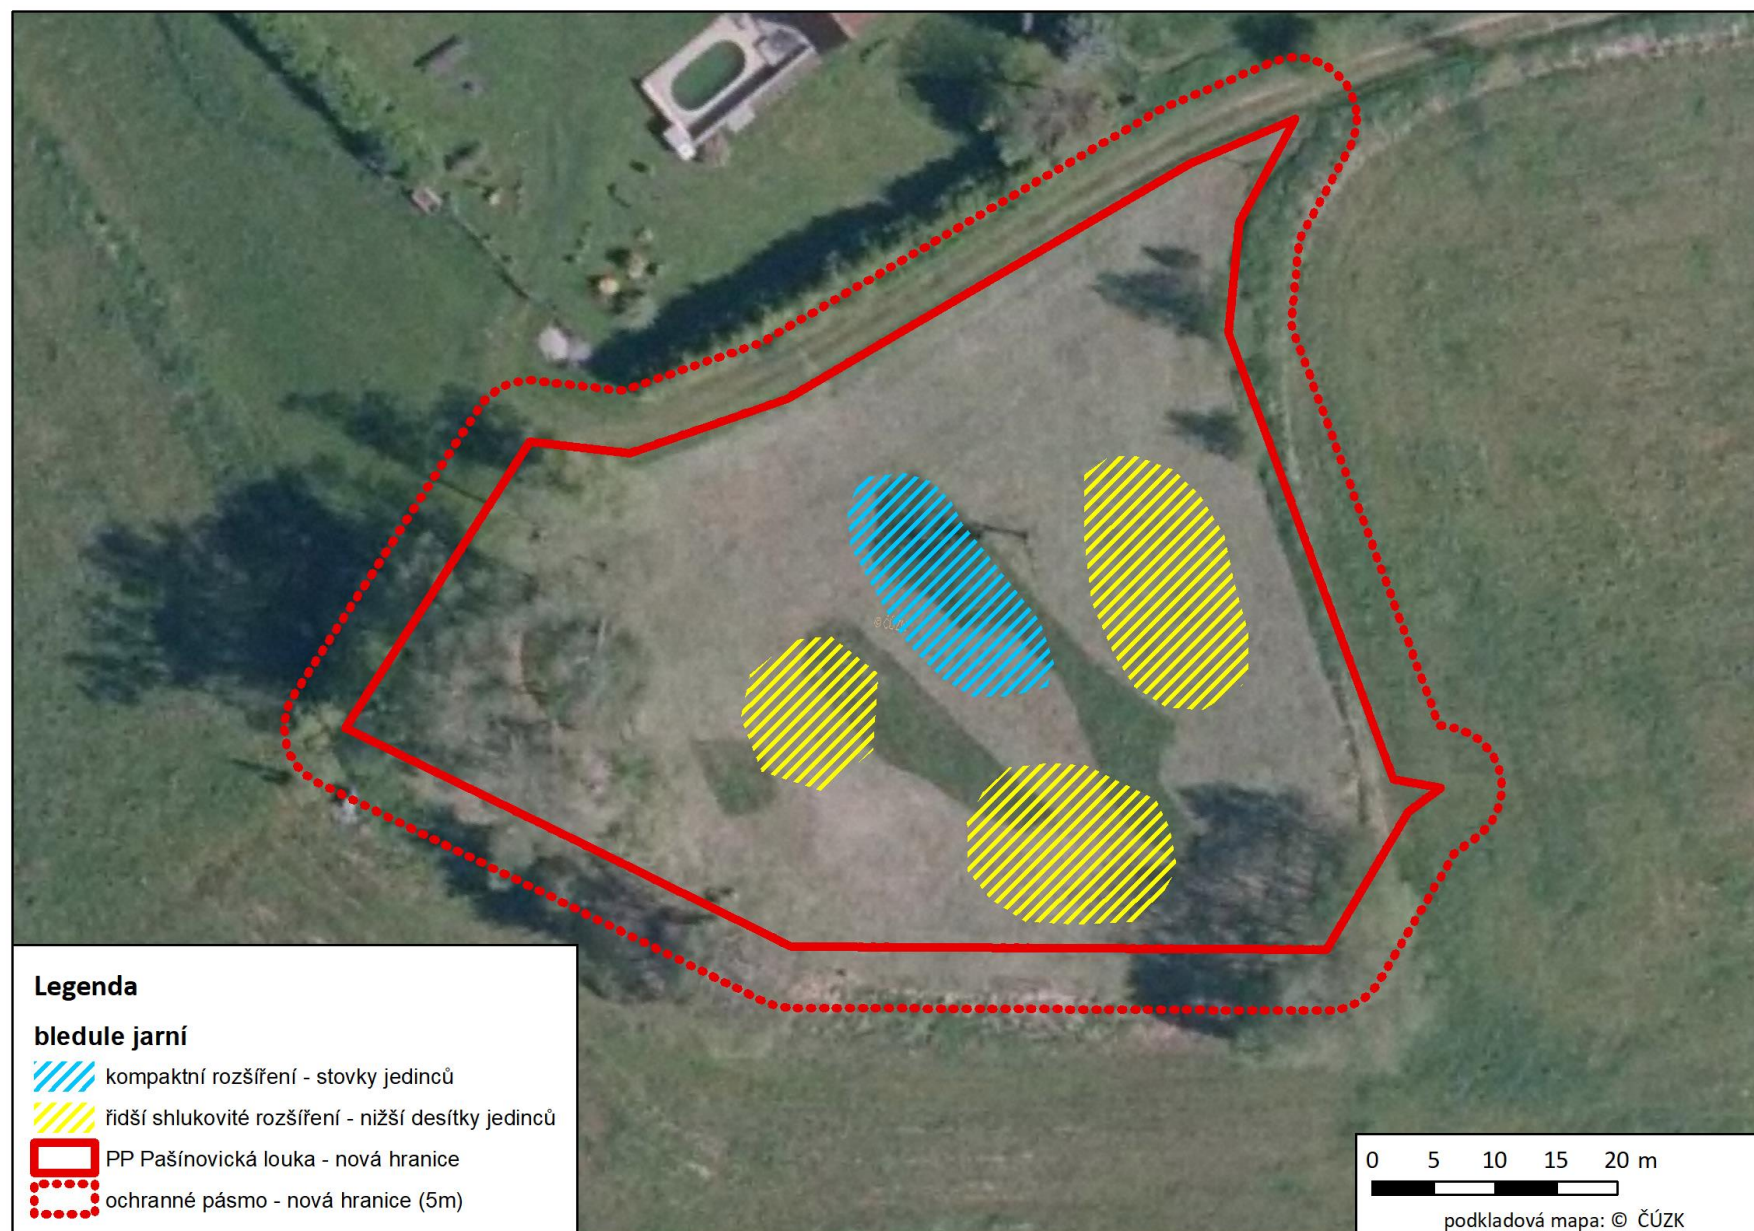 © ČÚZK
Legenda
bledule jarní
kompaktní rozšíření - stovky jedinců
řidší shlukovité rozšíření - nižší desítky jedinců
PP Pašínovická louka - nová hranice
ochranné pásmo - nová hranice (5m)
0 5 10 15 20 m
podkladová mapa: © ČÚZK